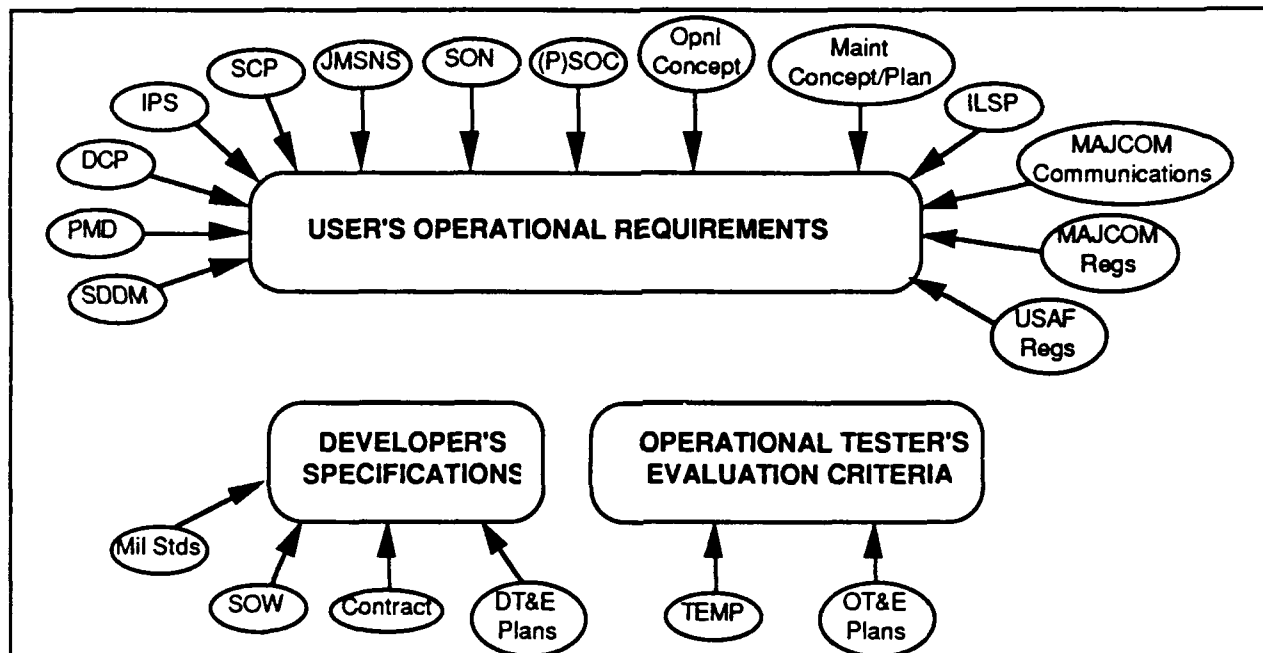 Opnl
Concept
Maint
Concept/Plan
SCP
JMSNS
SON
(P)SOC
IPS
ILSP
DCP
MAJCOM
Communications
PMD
MAJCOM
Regs
SDDM
USAF
Regs
USER'S OPERATIONAL REQUIREMENTS
DEVELOPER'S
SPECIFICATIONS
OPERATIONAL TESTER'S
EVALUATION CRITERIA
Mil Stds
SOW
Contract
DT&E
Plans
TEMP
OT&E
Plans